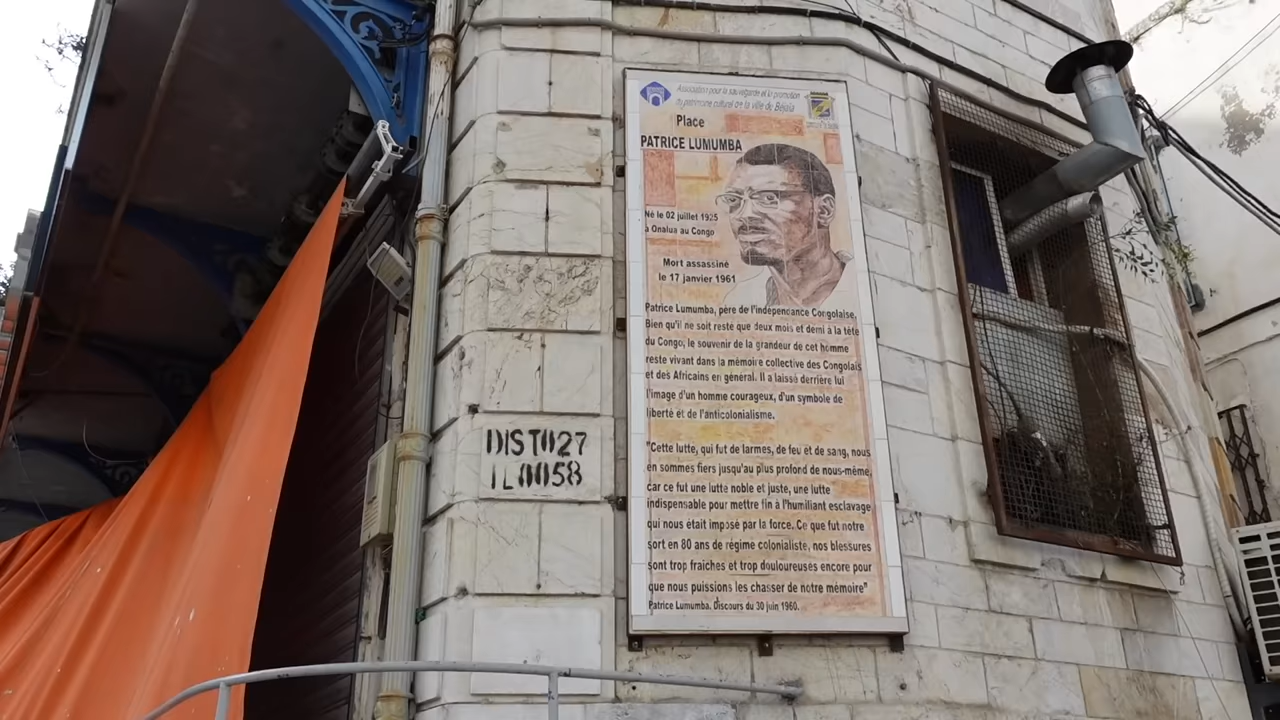 Association pour la sauvegarde et la promotion
du patrimoine culturel de la ville de Béjaia
Place
PATRICE LUMUMBA
Né le 02 juillet 1925
à Onalua au Congo
Mort assassiné
le 17 janvier 1961
Patrice Lumumba, père de l'indépendance Congolaise,
Bien qu'il ne soit resté que deux mois et demi à la tête
du Congo, le souvenir de la grandeur de cet homme
reste vivant dans la mémoire collective des Congolais
et des Africains en général. Il a laissé derrière lui
l'image d'un homme courageux, d'un symbole de
liberté et de l'anticolonialisme.
"Cette lutte, qui fut de larmes, de feu et de sang, nous
en sommes fiers jusqu'au plus profond de nous-même,
car ce fut une lutte noble et juste, une lutte
indispensable pour mettre fin à l'humiliant esclavage
qui nous était imposé par la force. Ce que fut notre
sort en 80 ans de régime colonialiste, nos blessures
sont trop fraiches et trop douloureuses encore pour
que nous puissions les chasser de notre mémoire"
Patrice Lumumba. Discours du 30 juin 1960.
DIST027
IL0058